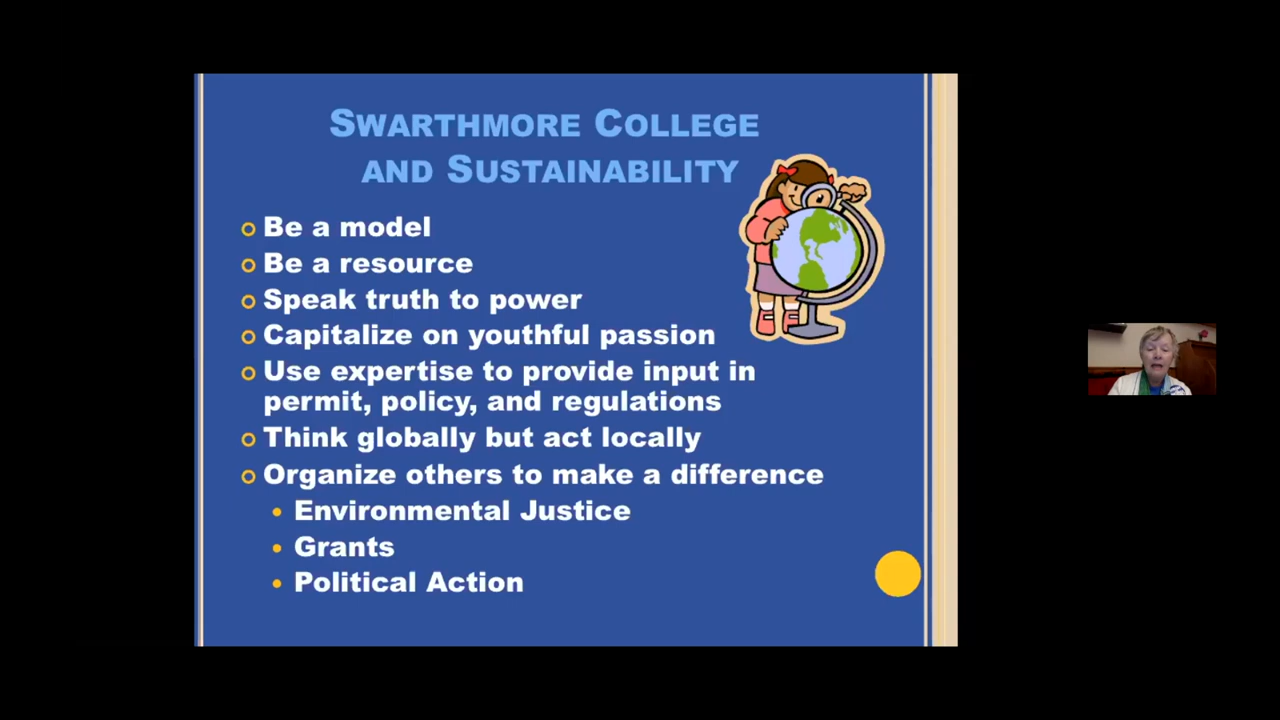 Swarthmore College
and Sustainability
Be a model
Be a resource
Speak truth to power
Capitalize on youthful passion
Use expertise to provide input in
permit, policy, and regulations
Think globally but act locally
Organize others to make a difference
Environmental Justice
Grants
Political Action